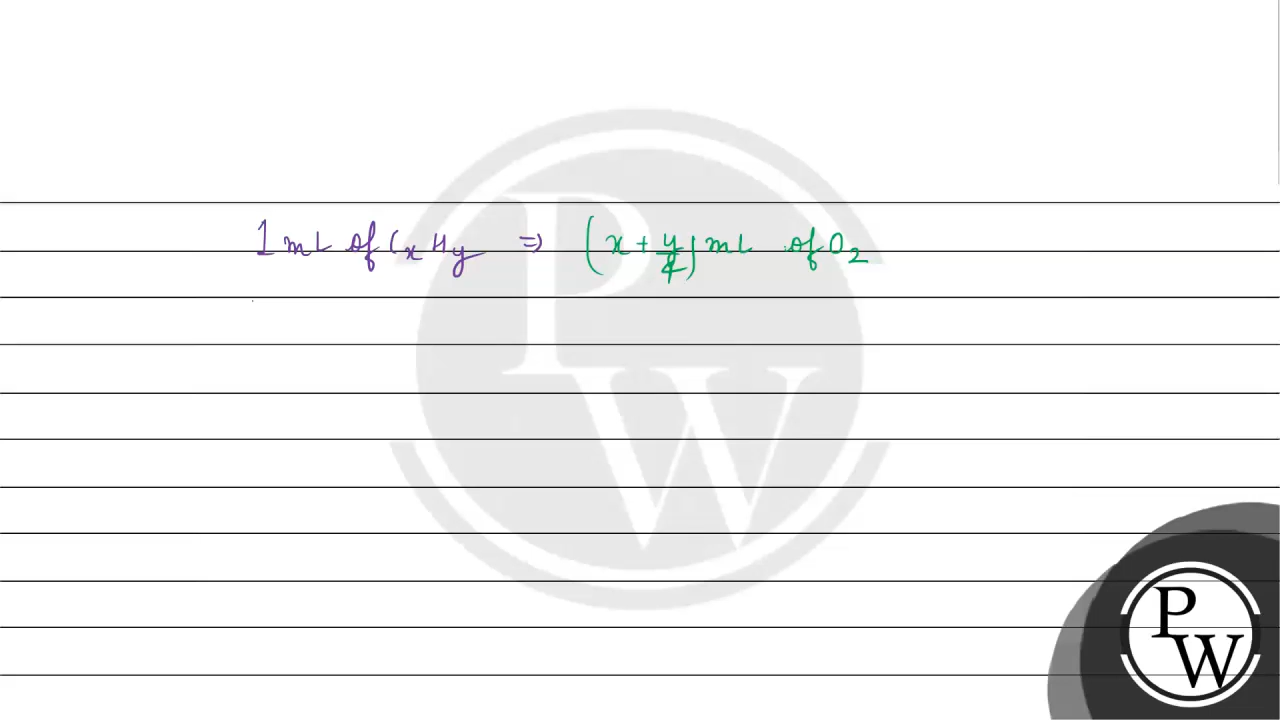 1 mL of CxHy ⇒ (x + y/4) mL of O2
P
W
P
W